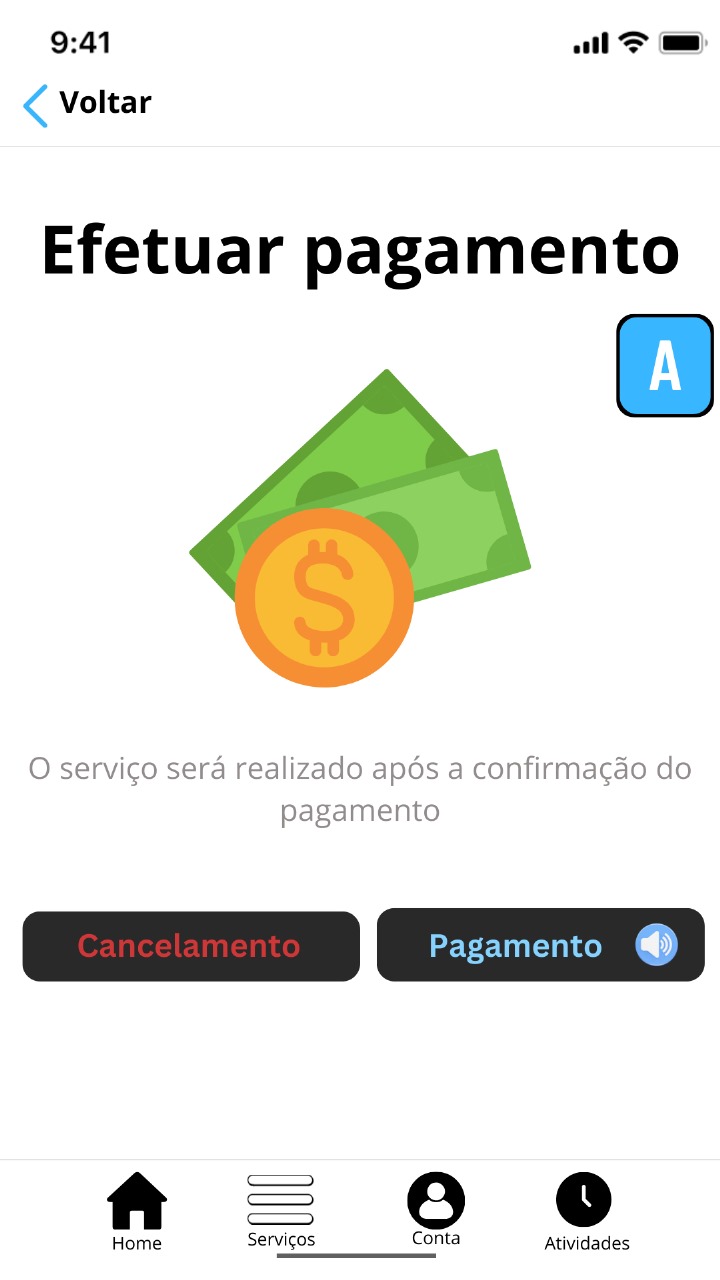 9:41
Voltar
Efetuar pagamento
A
$
O serviço será realizado após a confirmação do
pagamento
Cancelamento
Pagamento
Home
Serviços
Conta
Atividades